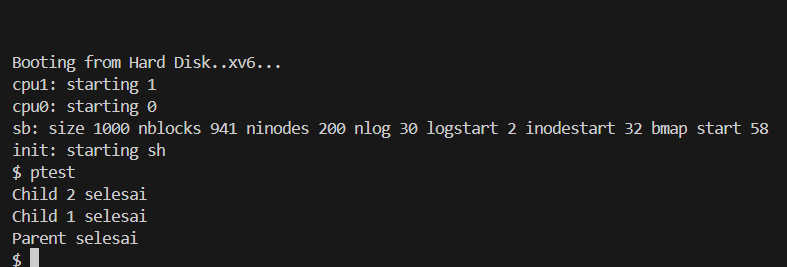 Booting from Hard Disk..xv6...
cpu1: starting 1
cpu0: starting 0
sb: size 1000 nblocks 941 ninodes 200 nlog 30 logstart 2 inodestart 32 bmap start 58
init: starting sh
$ ptest
Child 2 selesai
Child 1 selesai
Parent selesai
$